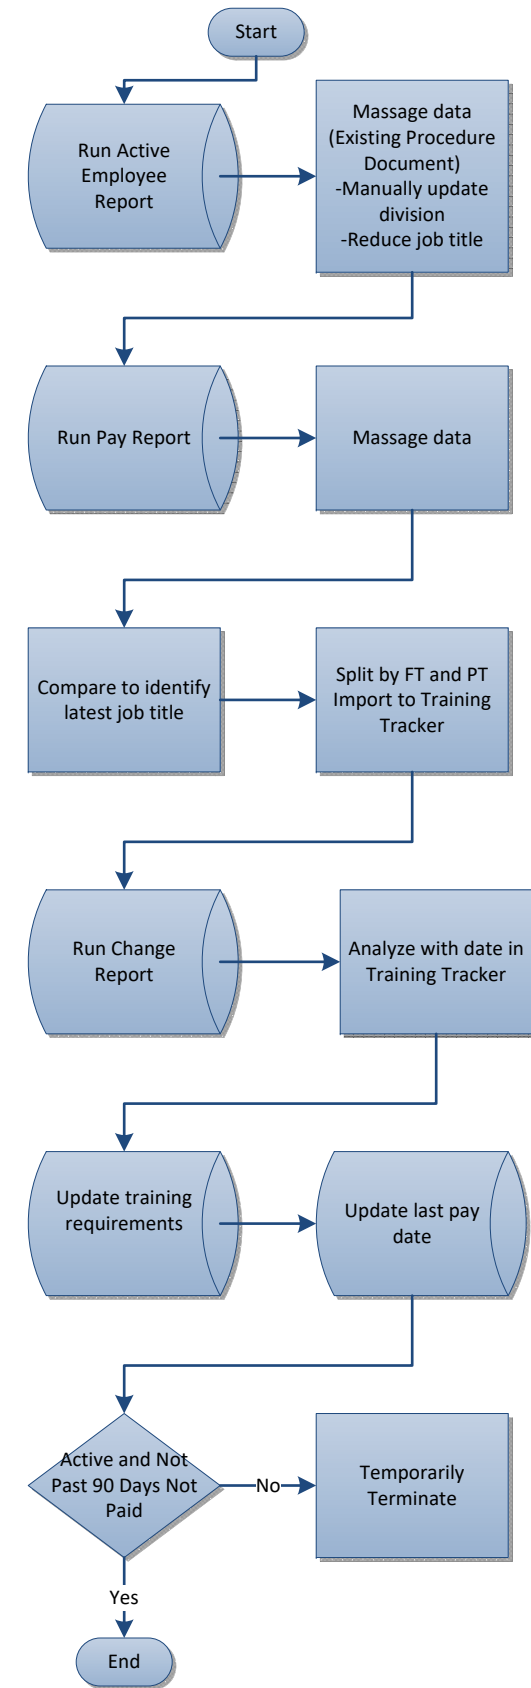 Start
Run Active
Employee
Report
Massage data
(Existing Procedure
Document)
-Manually update
division
-Reduce job title
Run Pay Report
Massage data
Compare to identify
latest job title
Split by FT and PT
Import to Training
Tracker
Run Change
Report
Analyze with date in
Training Tracker
Update training
requirements
Update last pay
date
Active and Not
Past 90 Days Not
Paid
No
Temporarily
Terminate
Yes
End